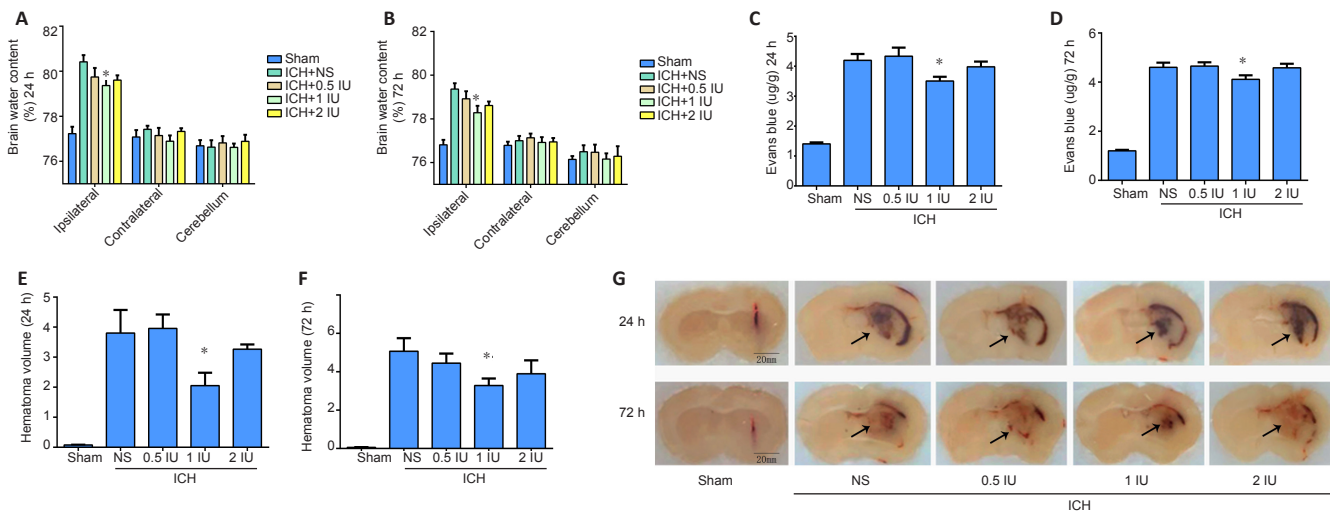 A
Brain water content
(%) 24 h
82
80
78
76
*
Ipsilateral
Contralateral
Cerebellum
Sham
ICH+NS
ICH+0.5 IU
ICH+1 IU
ICH+2 IU
B
Brain water content
(%) 72 h
82
80
78
76
*
Ipsilateral
Contralateral
Cerebellum
Sham
ICH+NS
ICH+0.5 IU
ICH+1 IU
ICH+2 IU
C
Evans blue (ug/g) 24 h
5
4
3
2
1
0
*
Sham
NS
0.5 IU
1 IU
2 IU
ICH
D
Evans blue (ug/g) 72 h
6
4
2
0
*
Sham
NS
0.5 IU
1 IU
2 IU
ICH
E
Hematoma volume (24 h)
5
4
3
2
1
0
*
Sham
NS
0.5 IU
1 IU
2 IU
ICH
F
Hematoma volume (72 h)
8
6
4
2
0
*
Sham
NS
0.5 IU
1 IU
2 IU
ICH
G
24 h
20mm
72 h
20mm
Sham
NS
0.5 IU
1 IU
2 IU
ICH